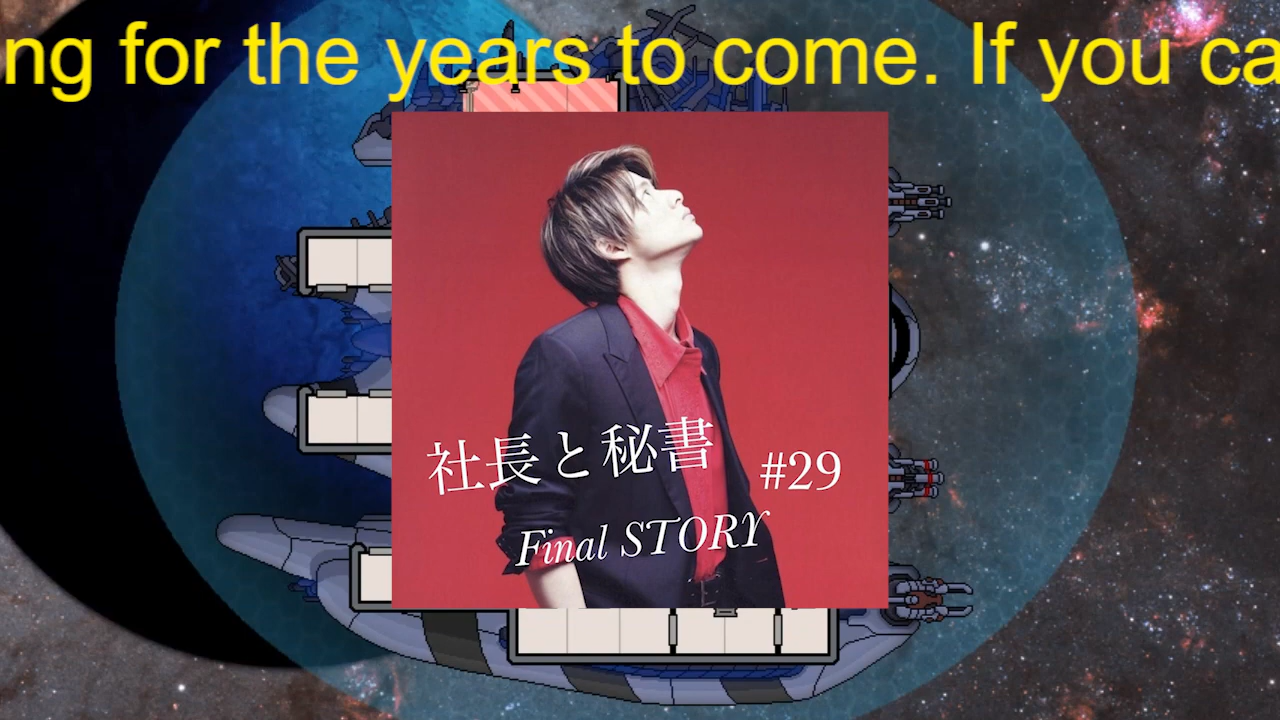 ng for the years to come. If you ca
社長と秘書 #29
Final STORY